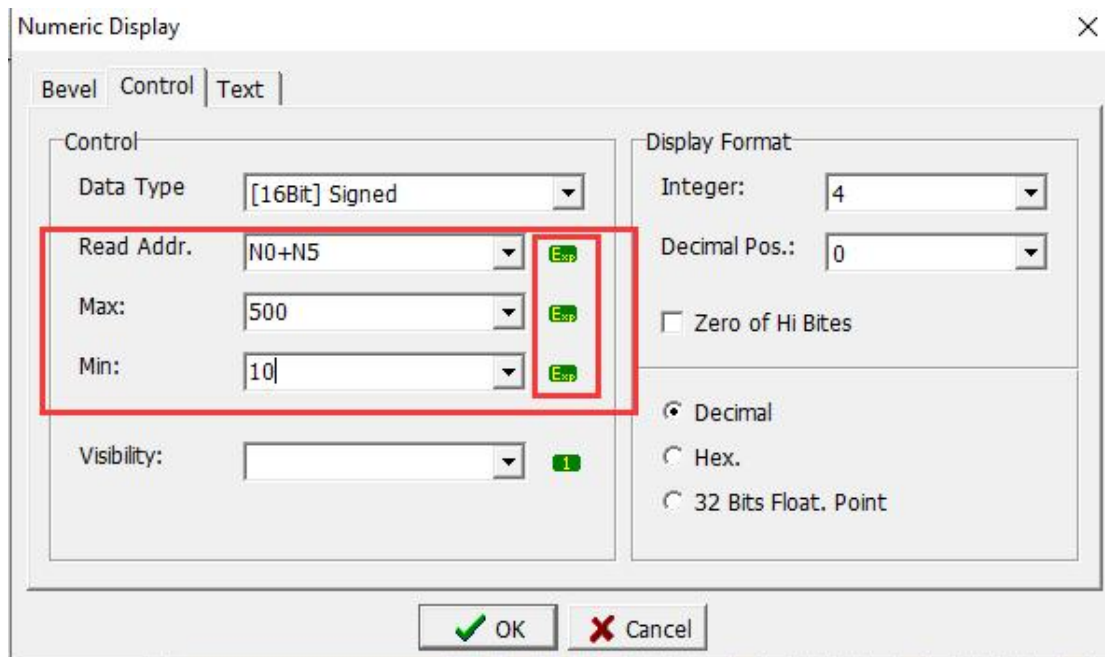 Numeric Display
Bevel Control Text
Control
Data Type [16Bit] Signed
Read Addr. N0+N5 Exp
Max: 500 Exp
Min: 10 Exp
Visibility: 1
Display Format
Integer: 4
Decimal Pos.: 0
Zero of Hi Bites
Decimal
Hex.
32 Bits Float. Point
OK Cancel